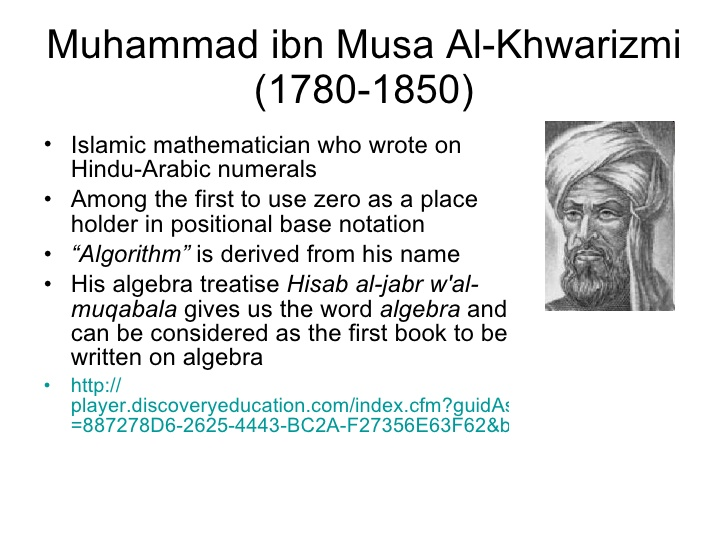 Muhammad ibn Musa Al-Khwarizmi
(1780-1850)
• Islamic mathematician who wrote on
Hindu-Arabic numerals
• Among the first to use zero as a place
holder in positional base notation
• “Algorithm” is derived from his name
• His algebra treatise Hisab al-jabr w'al-
muqabala gives us the word algebra and
can be considered as the first book to be
written on algebra
• http://
player.discoveryeducation.com/index.cfm?guidAs
=887278D6-2625-4443-BC2A-F27356E63F62&b